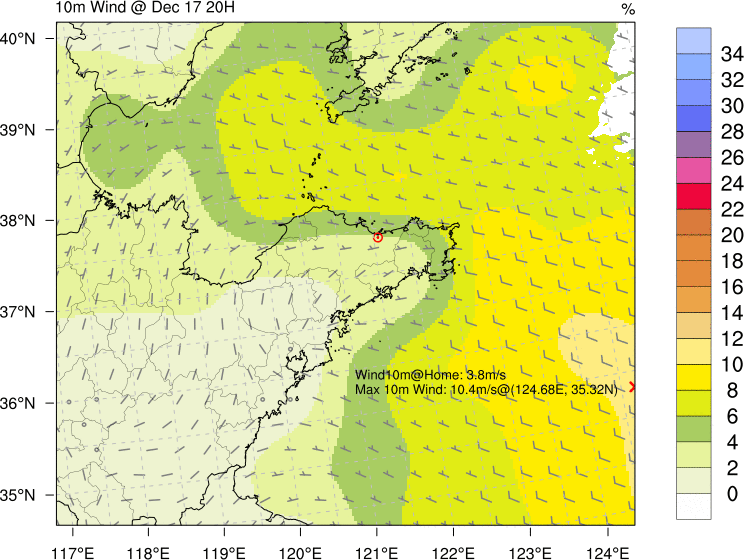 10m Wind @ Dec 17 20H
%
40°N
39°N
38°N
37°N
36°N
35°N
Wind10m@Home: 3.8m/s
Max 10m Wind: 10.4m/s@(124.68E, 35.32N)
117°E
118°E
119°E
120°E
121°E
122°E
123°E
124°E
34
32
30
28
26
24
22
20
18
16
14
12
10
8
6
4
2
0